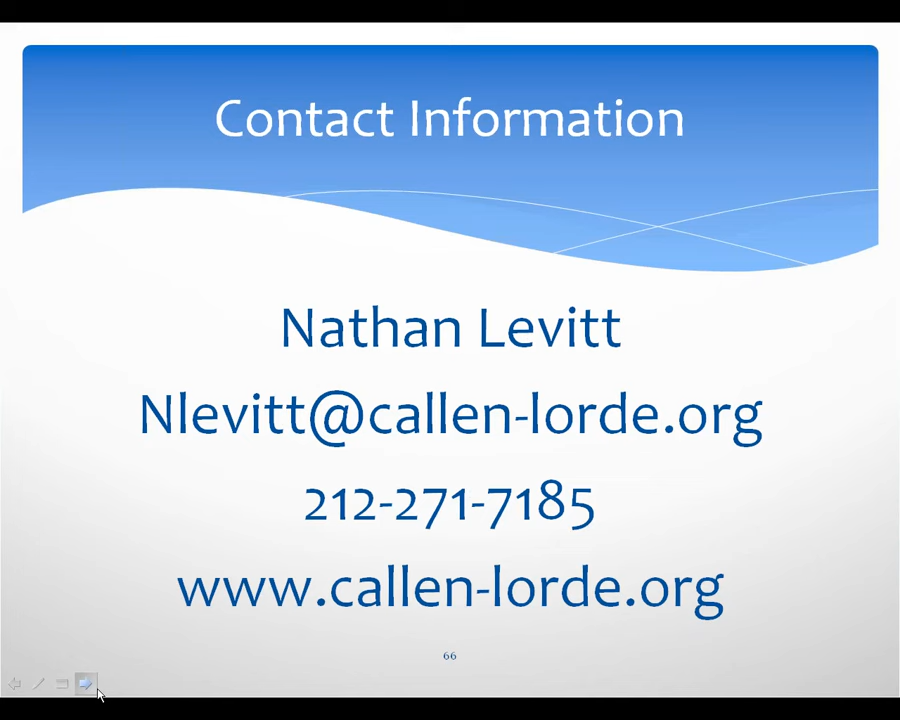 Contact Information
Nathan Levitt
Nlevitt@callen-lorde.org
212-271-7185
www.callen-lorde.org
66